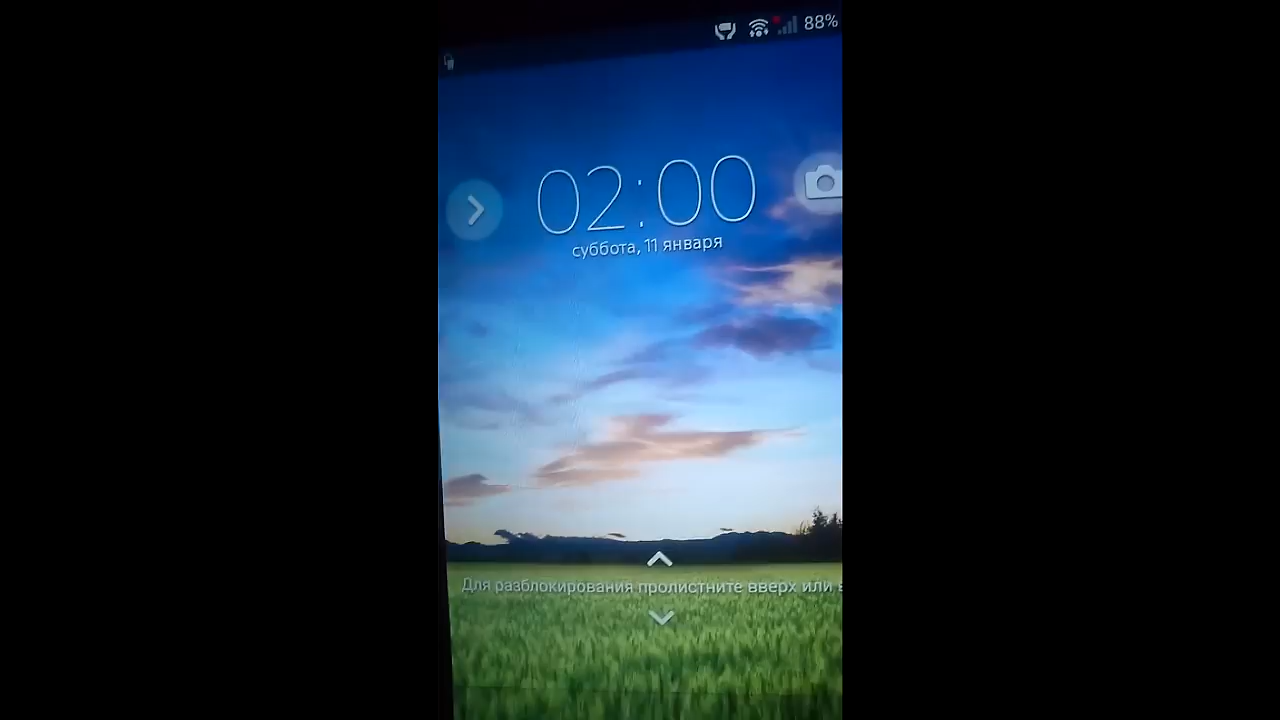 88%
02:00
суббота, 11 января
Для разблокирования пролистните вверх или